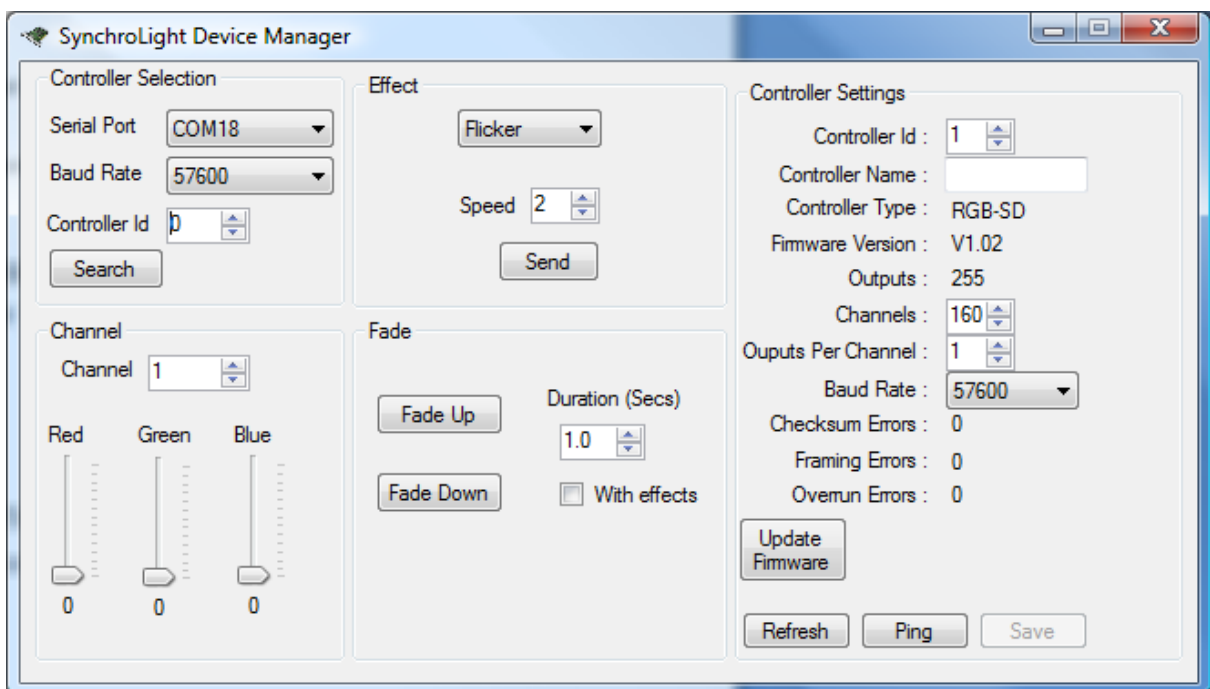 SynchroLight Device Manager
Controller Selection
Serial Port COM18
Baud Rate 57600
Controller Id 0
Search
Effect
Flicker
Speed 2
Send
Channel
Channel 1
Red Green Blue
0 0 0
Fade
Fade Up
Duration (Secs)
1.0
Fade Down
With effects
Controller Settings
Controller Id : 1
Controller Name :
Controller Type : RGB-SD
Firmware Version : V1.02
Outputs : 255
Channels : 160
Ouputs Per Channel : 1
Baud Rate : 57600
Checksum Errors : 0
Framing Errors : 0
Overrun Errors : 0
Update
Firmware
Refresh Ping Save